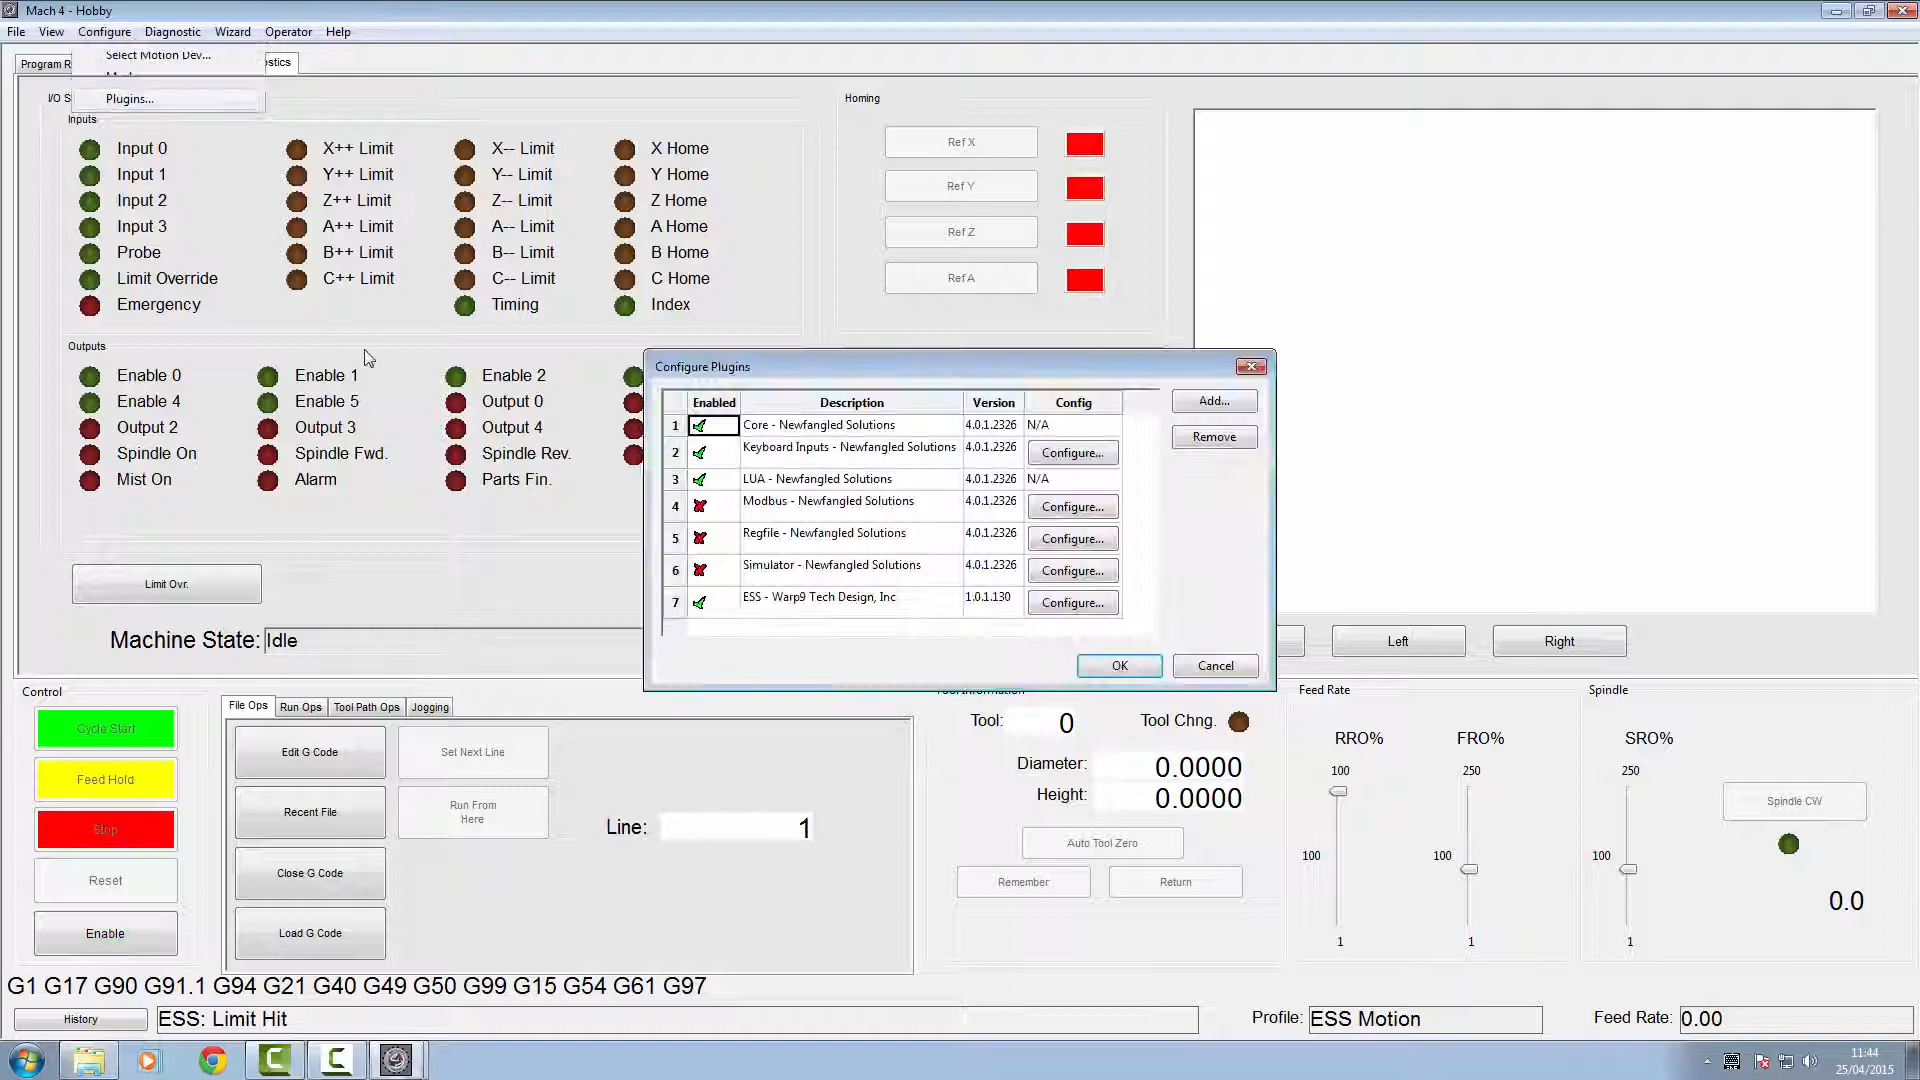 Mach 4 - Hobby
File View Configure Diagnostic Wizard Operator Help
Select Motion Dev...
Program R
ostics
Plugins...
I/O S
Inputs
Input 0 X++ Limit X-- Limit X Home
Input 1 Y++ Limit Y-- Limit Y Home
Input 2 Z++ Limit Z-- Limit Z Home
Input 3 A++ Limit A-- Limit A Home
Probe B++ Limit B-- Limit B Home
Limit Override C++ Limit C-- Limit C Home
Emergency Timing Index
Homing
Ref X
Ref Y
Ref Z
Ref A
Outputs
Enable 0 Enable 1 Enable 2
Enable 4 Enable 5 Output 0
Output 2 Output 3 Output 4
Spindle On Spindle Fwd. Spindle Rev.
Mist On Alarm Parts Fin.
Limit Ovr.
Machine State: Idle
Configure Plugins
Enabled Description Version Config
1 Core - Newfangled Solutions 4.0.1.2326 N/A
2 Keyboard Inputs - Newfangled Solutions 4.0.1.2326 Configure...
3 LUA - Newfangled Solutions 4.0.1.2326 N/A
4 Modbus - Newfangled Solutions 4.0.1.2326 Configure...
5 Regfile - Newfangled Solutions 4.0.1.2326 Configure...
6 Simulator - Newfangled Solutions 4.0.1.2326 Configure...
7 ESS - Warp9 Tech Design, Inc 1.0.1.130 Configure...
Add...
Remove
OK Cancel
Left Right
Control
Cycle Start
Feed Hold
Stop
Reset
Enable
File Ops Run Ops Tool Path Ops Jogging
Edit G Code Set Next Line
Recent File Run From Here
Close G Code
Load G Code
Line: 1
Tool: 0 Tool Chng.
Diameter: 0.0000
Height: 0.0000
Auto Tool Zero
Remember Return
Feed Rate
RRO% FRO%
100 250
100 100
1 1
Spindle
SRO%
250
100
1
Spindle CW
0.0
G1 G17 G90 G91.1 G94 G21 G40 G49 G50 G99 G15 G54 G61 G97
History ESS: Limit Hit Profile: ESS Motion Feed Rate: 0.00
11:44
25/04/2015